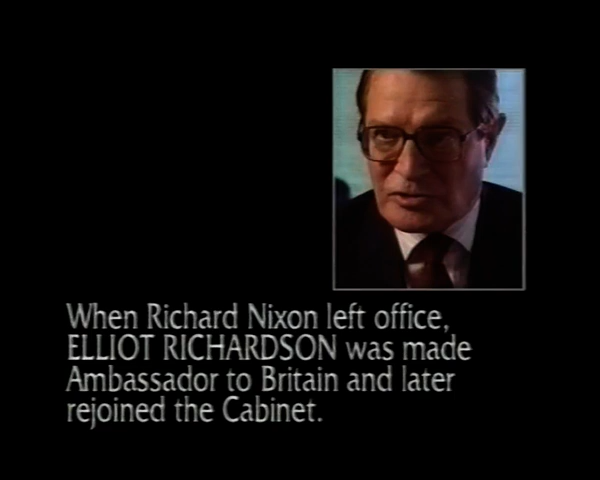 When Richard Nixon left office,
ELLIOT RICHARDSON was made
Ambassador to Britain and later
rejoined the Cabinet.